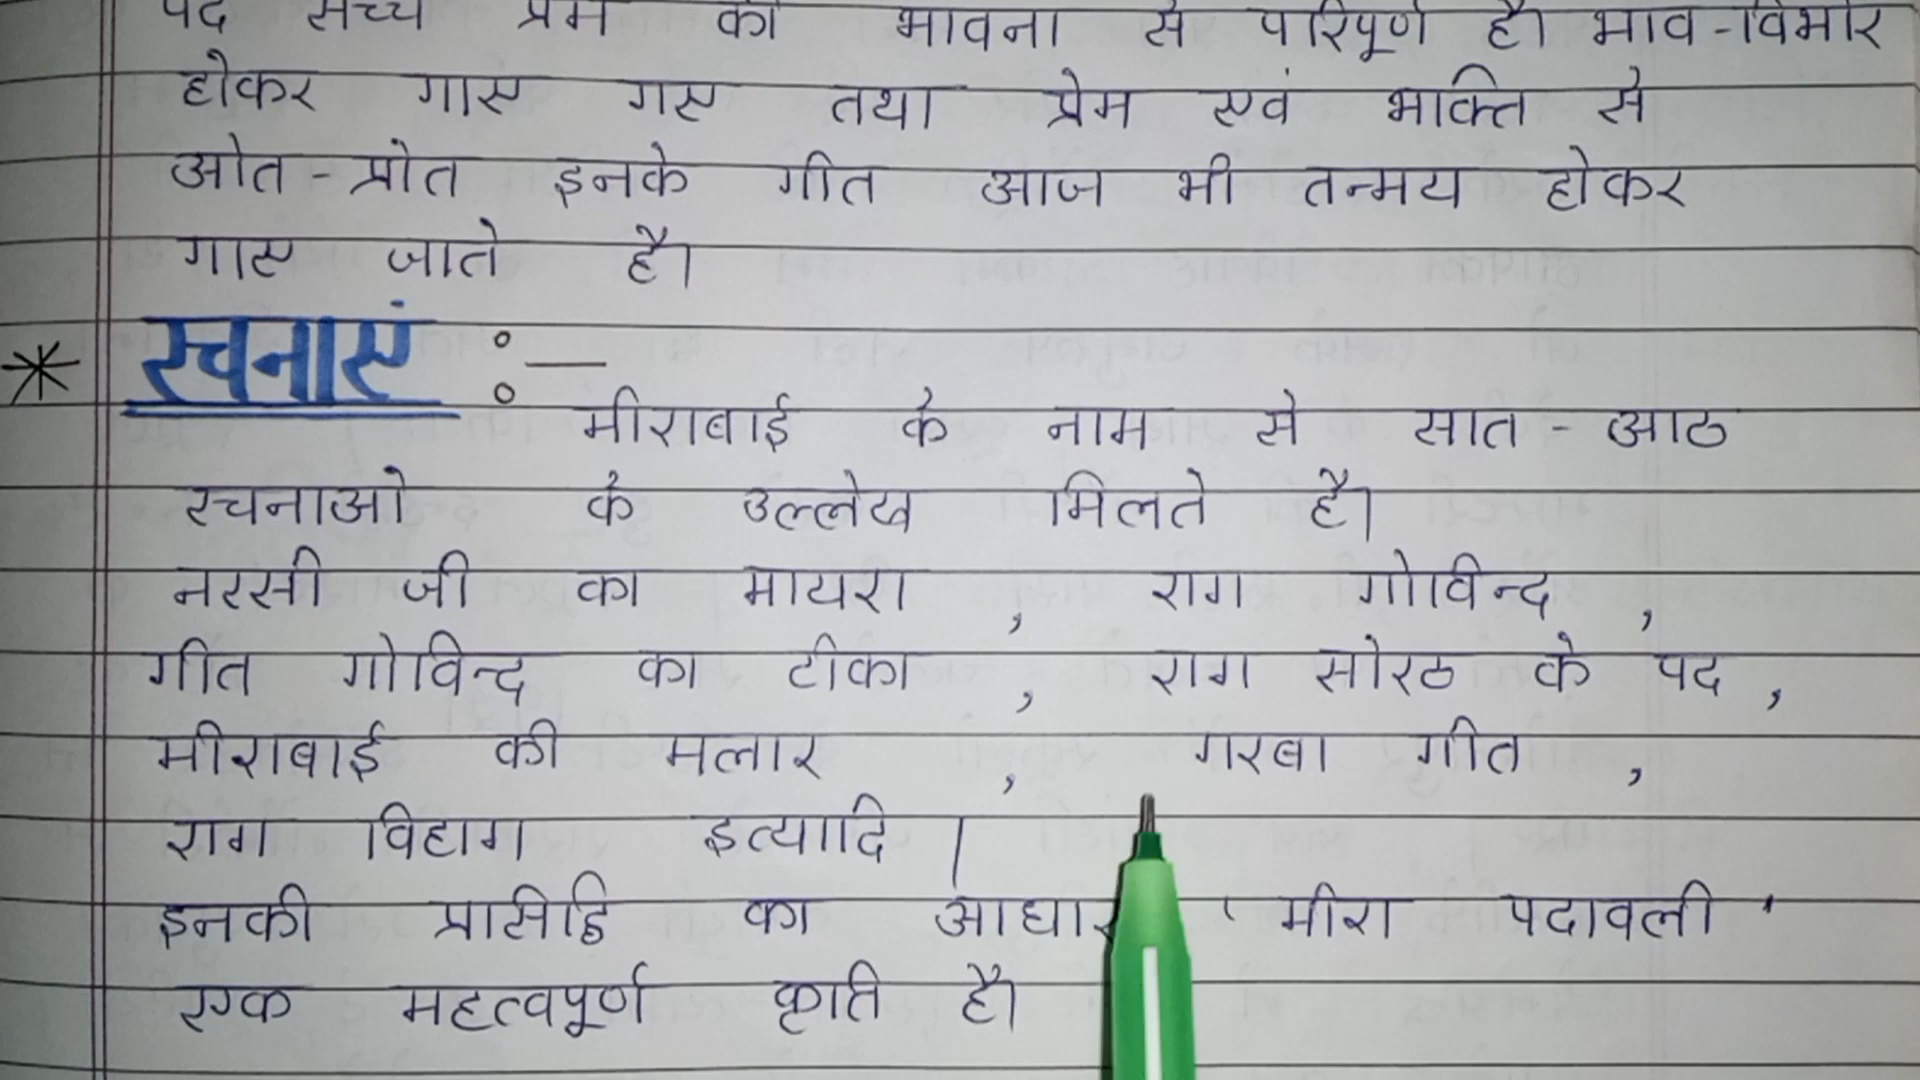 पद सच्चे प्रेम की भावना से परिपूर्ण है। भाव-विभोर
होकर गाए गए तथा प्रेम एवं भक्ति से
ओत-प्रोत इनके गीत आज भी तन्मय होकर
गाए जाते है।
* रचनाएं :-
मीराबाई के नाम से सात-आठ
रचनाओ के उल्लेख मिलते है।
नरसी जी का मायरा , राग गोविन्द ,
गीत गोविन्द का टीका , राग सोरठ के पद ,
मीराबाई की मलार , गरबा गीत ,
राग विहाग इत्यादि ।
इनकी प्रसिद्धि का आधार ' मीरा पदावली '
एक महत्वपूर्ण कृति है।